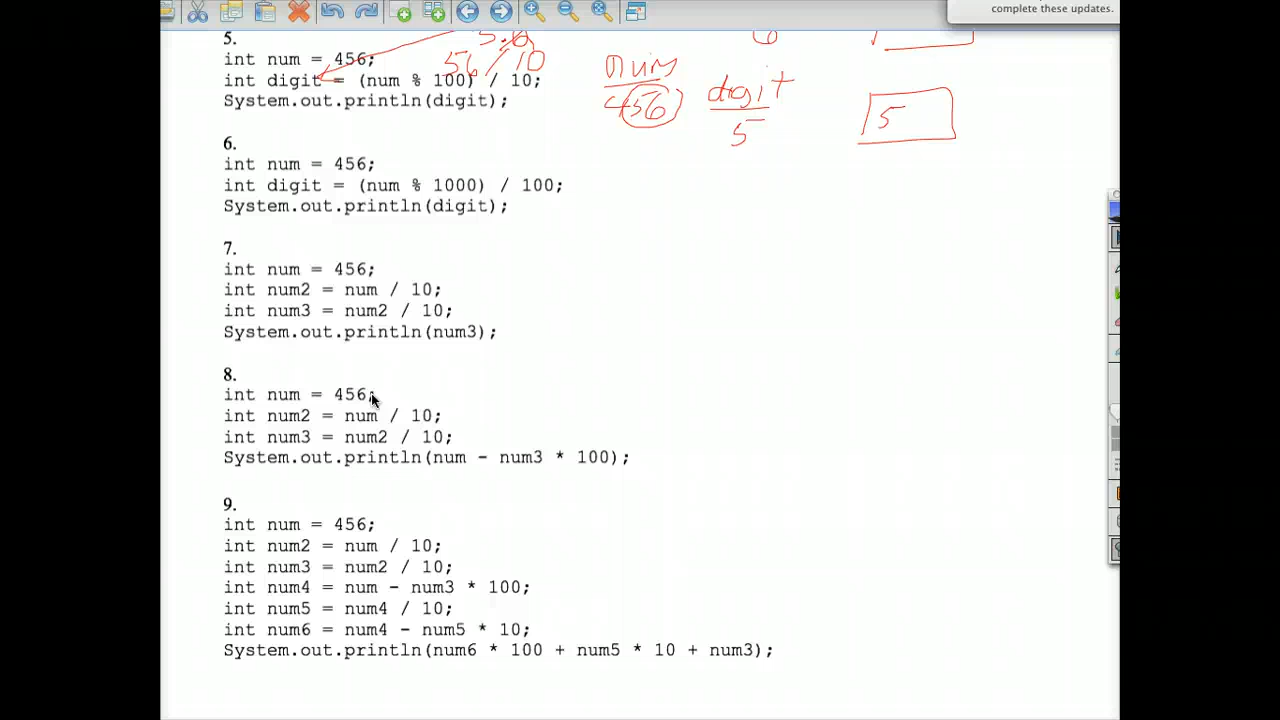 complete these updates.
5.
5.6
6
int num = 456;
56/10
num
int digit = (num % 100) / 10;
digit
456
System.out.println(digit);
5
5
6.
int num = 456;
int digit = (num % 1000) / 100;
System.out.println(digit);
7.
int num = 456;
int num2 = num / 10;
int num3 = num2 / 10;
System.out.println(num3);
8.
int num = 456;
int num2 = num / 10;
int num3 = num2 / 10;
System.out.println(num - num3 * 100);
9.
int num = 456;
int num2 = num / 10;
int num3 = num2 / 10;
int num4 = num - num3 * 100;
int num5 = num4 / 10;
int num6 = num4 - num5 * 10;
System.out.println(num6 * 100 + num5 * 10 + num3);